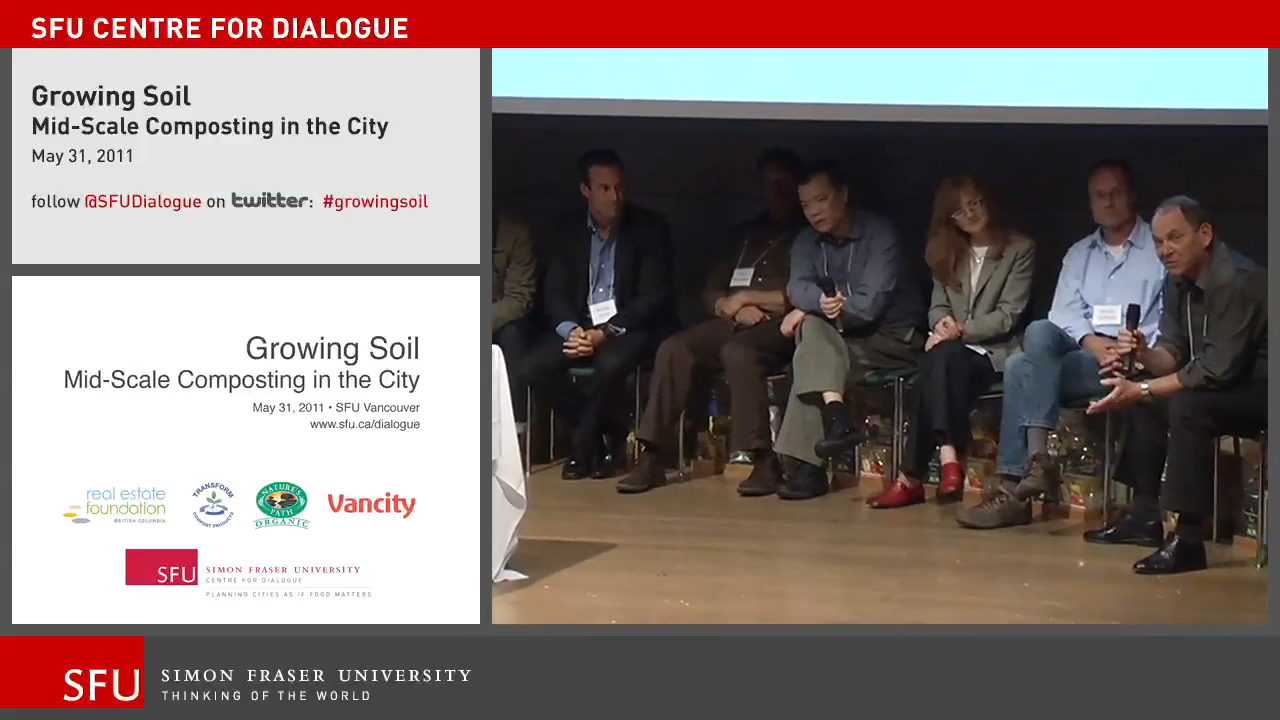 SFU CENTRE FOR DIALOGUE
Growing Soil
Mid-Scale Composting in the City
May 31, 2011
follow @SFUDialogue on twitter: #growingsoil
Growing Soil
Mid-Scale Composting in the City
May 31, 2011 • SFU Vancouver
www.sfu.ca/dialogue
real estate
foundation
BRITISH COLUMBIA
TRANSFORM
COMPOST PRODUCTS
NATURE'S
PATH
ORGANIC
Vancity
SFU
SIMON FRASER UNIVERSITY
CENTRE FOR DIALOGUE
PLANNING CITIES AS IF FOOD MATTERS
SFU
SIMON FRASER UNIVERSITY
THINKING OF THE WORLD